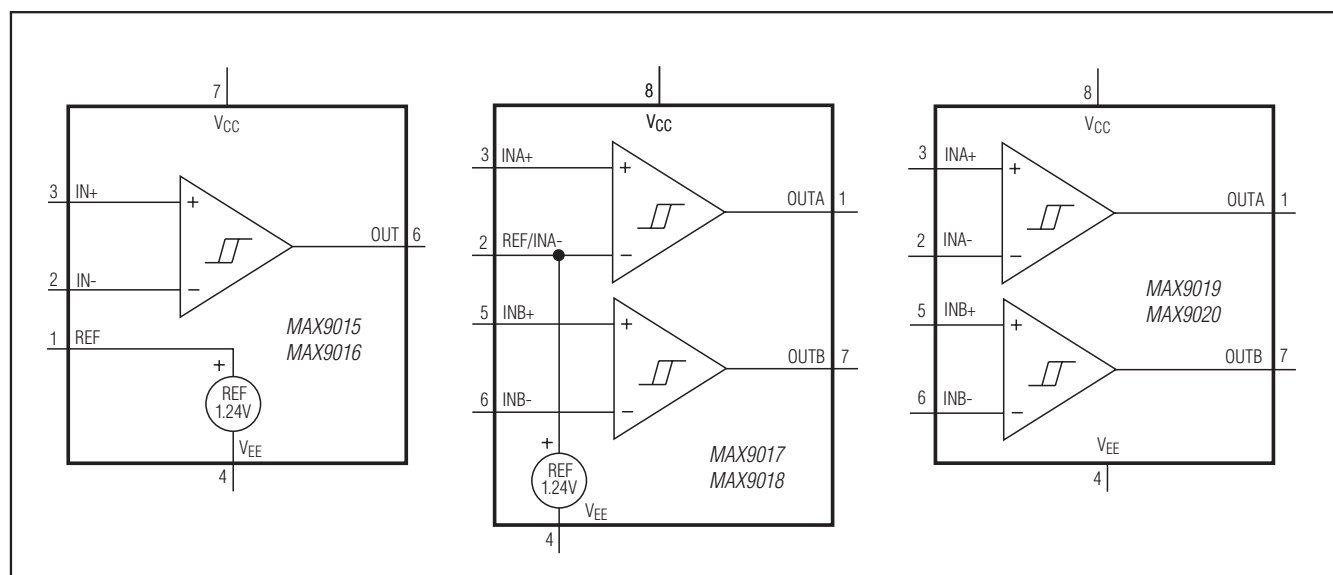 7
VCC
3 IN+
+
OUT 6
2 IN-
−
MAX9015
MAX9016
1 REF
+
REF
1.24V
VEE
4
8
VCC
3 INA+
+
OUTA 1
2 REF/INA-
−
5 INB+
+
OUTB 7
6 INB-
−
MAX9017
MAX9018
+
REF
1.24V
VEE
4
8
VCC
3 INA+
+
OUTA 1
2 INA-
−
MAX9019
MAX9020
5 INB+
+
OUTB 7
6 INB-
−
VEE
4